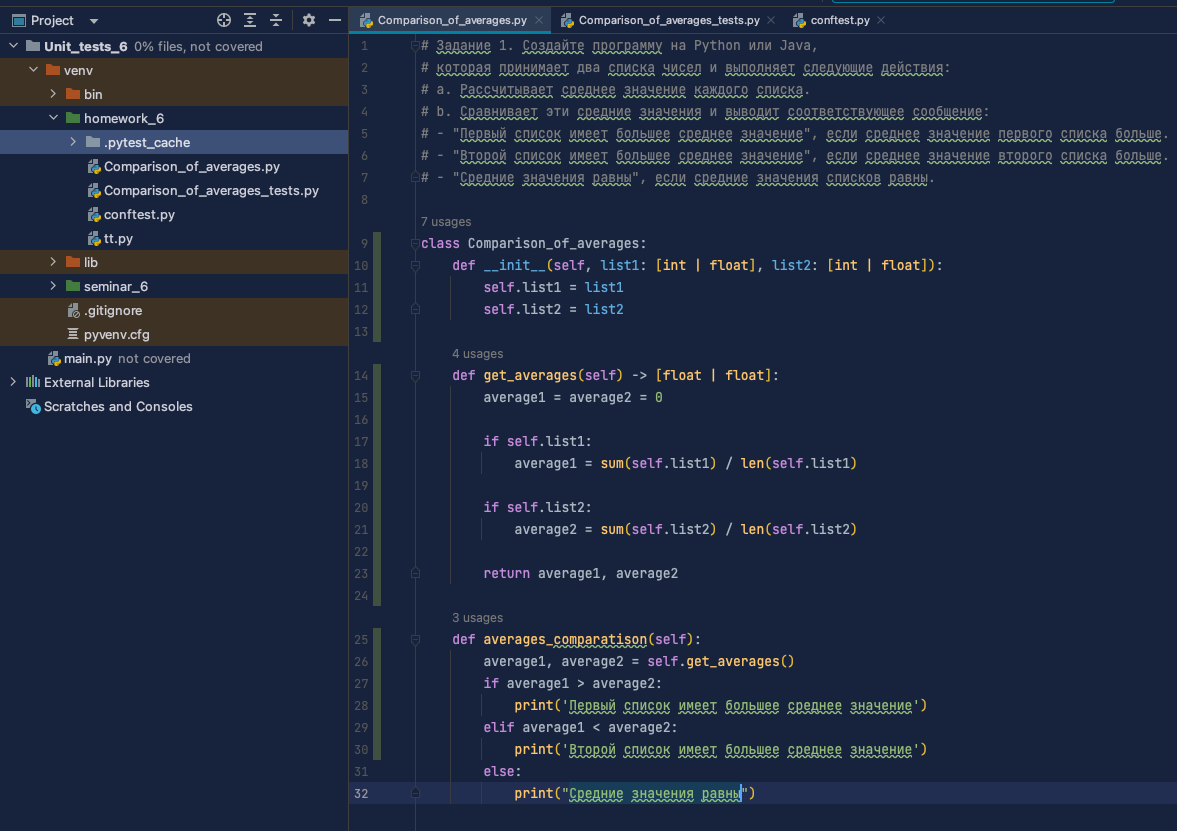 Project
Unit_tests_6 0% files, not covered
venv
bin
homework_6
.pytest_cache
Comparison_of_averages.py
Comparison_of_averages_tests.py
conftest.py
tt.py
lib
seminar_6
.gitignore
pyvenv.cfg
main.py not covered
External Libraries
Scratches and Consoles
Comparison_of_averages.py Comparison_of_averages_tests.py conftest.py
1 # Задание 1. Создайте программу на Python или Java,
2 # которая принимает два списка чисел и выполняет следующие действия:
3 # a. Рассчитывает среднее значение каждого списка.
4 # b. Сравнивает эти средние значения и выводит соответствующее сообщение:
5 # - "Первый список имеет большее среднее значение", если среднее значение первого списка больше.
6 # - "Второй список имеет большее среднее значение", если среднее значение второго списка больше.
7 # - "Средние значения равны", если средние значения списков равны.
8
7 usages
9 class Comparison_of_averages:
10 def __init__(self, list1: [int | float], list2: [int | float]):
11 self.list1 = list1
12 self.list2 = list2
13
4 usages
14 def get_averages(self) -> [float | float]:
15 average1 = average2 = 0
16
17 if self.list1:
18 average1 = sum(self.list1) / len(self.list1)
19
20 if self.list2:
21 average2 = sum(self.list2) / len(self.list2)
22
23 return average1, average2
24
3 usages
25 def averages_comparatison(self):
26 average1, average2 = self.get_averages()
27 if average1 > average2:
28 print('Первый список имеет большее среднее значение')
29 elif average1 < average2:
30 print('Второй список имеет большее среднее значение')
31 else:
32 print("Средние значения равны")